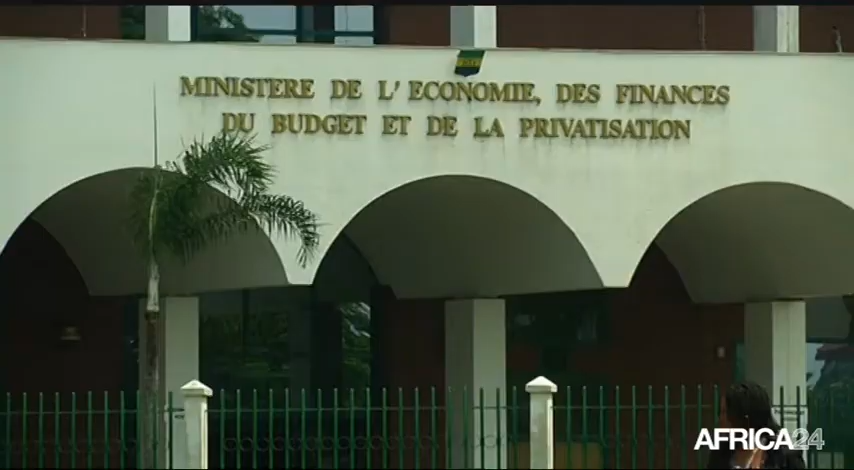 MINISTERE DE L' ECONOMIE, DES FINANCES
DU BUDGET ET DE LA PRIVATISATION
AFRICA24